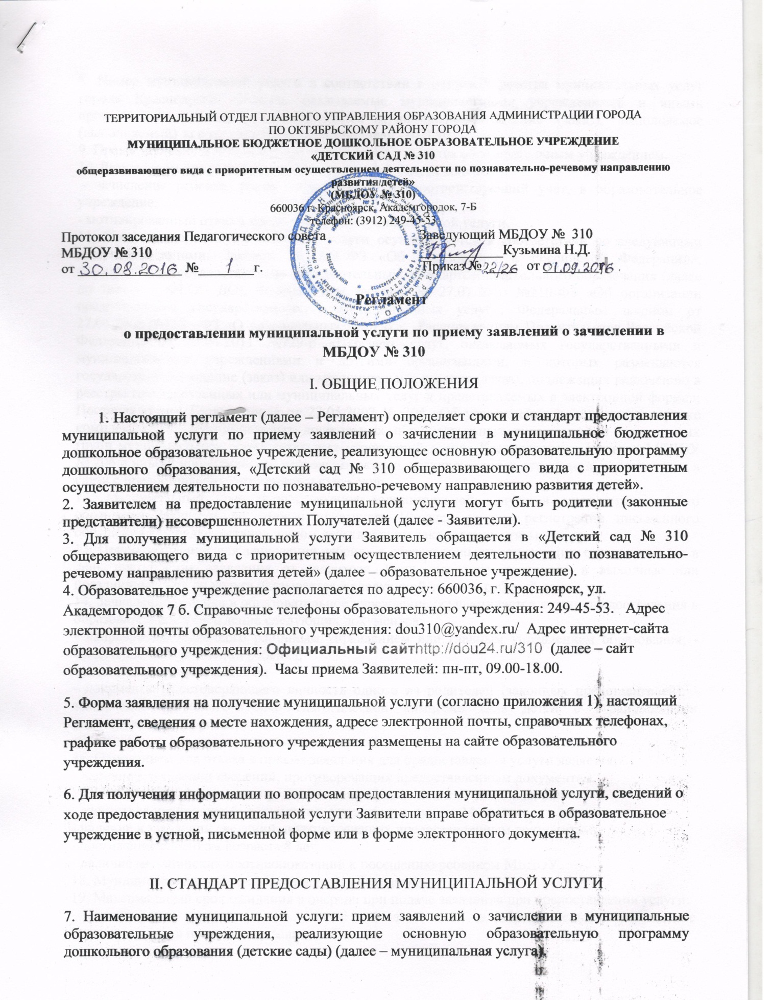 ТЕРРИТОРИАЛЬНЫЙ ОТДЕЛ ГЛАВНОГО УПРАВЛЕНИЯ ОБРАЗОВАНИЯ АДМИНИСТРАЦИИ ГОРОДА
ПО ОКТЯБРЬСКОМУ РАЙОНУ ГОРОДА
МУНИЦИПАЛЬНОЕ БЮДЖЕТНОЕ ДОШКОЛЬНОЕ ОБРАЗОВАТЕЛЬНОЕ УЧРЕЖДЕНИЕ
«ДЕТСКИЙ САД № 310
общеразвивающего вида с приоритетным осуществлением деятельности по познавательно-речевому направлению
развития детей»
(МБДОУ № 310)
660036 г. Красноярск, Академгородок, 7-Б
телефон: (3912) 249-45-53
Протокол заседания Педагогического совета Заведующий МБДОУ № 310
МБДОУ № 310 Кузьмина Н.Д.
от 30.08.2016 № 1 г. Приказ № 22/26 от 01.09.2016 г.
Регламент
о предоставлении муниципальной услуги по приему заявлений о зачислении в
МБДОУ № 310
I. ОБЩИЕ ПОЛОЖЕНИЯ
1. Настоящий регламент (далее – Регламент) определяет сроки и стандарт предоставления
муниципальной услуги по приему заявлений о зачислении в муниципальное бюджетное
дошкольное образовательное учреждение, реализующее основную образовательную программу
дошкольного образования, «Детский сад № 310 общеразвивающего вида с приоритетным
осуществлением деятельности по познавательно-речевому направлению развития детей».
2. Заявителем на предоставление муниципальной услуги могут быть родители (законные
представители) несовершеннолетних Получателей (далее - Заявители).
3. Для получения муниципальной услуги Заявитель обращается в «Детский сад № 310
общеразвивающего вида с приоритетным осуществлением деятельности по познавательно-
речевому направлению развития детей» (далее – образовательное учреждение).
4. Образовательное учреждение располагается по адресу: 660036, г. Красноярск, ул.
Академгородок 7 б. Справочные телефоны образовательного учреждения: 249-45-53. Адрес
электронной почты образовательного учреждения: dou310@yandex.ru/ Адрес интернет-сайта
образовательного учреждения: Официальный сайтhttp://dou24.ru/310 (далее – сайт
образовательного учреждения). Часы приема Заявителей: пн-пт, 09.00-18.00.
5. Форма заявления на получение муниципальной услуги (согласно приложения 1), настоящий
Регламент, сведения о месте нахождения, адресе электронной почты, справочных телефонах,
графике работы образовательного учреждения размещены на сайте образовательного
учреждения.
6. Для получения информации по вопросам предоставления муниципальной услуги, сведений о
ходе предоставления муниципальной услуги Заявители вправе обратиться в образовательное
учреждение в устной, письменной форме или в форме электронного документа.
II. СТАНДАРТ ПРЕДОСТАВЛЕНИЯ МУНИЦИПАЛЬНОЙ УСЛУГИ
7. Наименование муниципальной услуги: прием заявлений о зачислении в муниципальные
образовательные учреждения, реализующие основную образовательную программу
дошкольного образования (детские сады) (далее – муниципальная услуга).